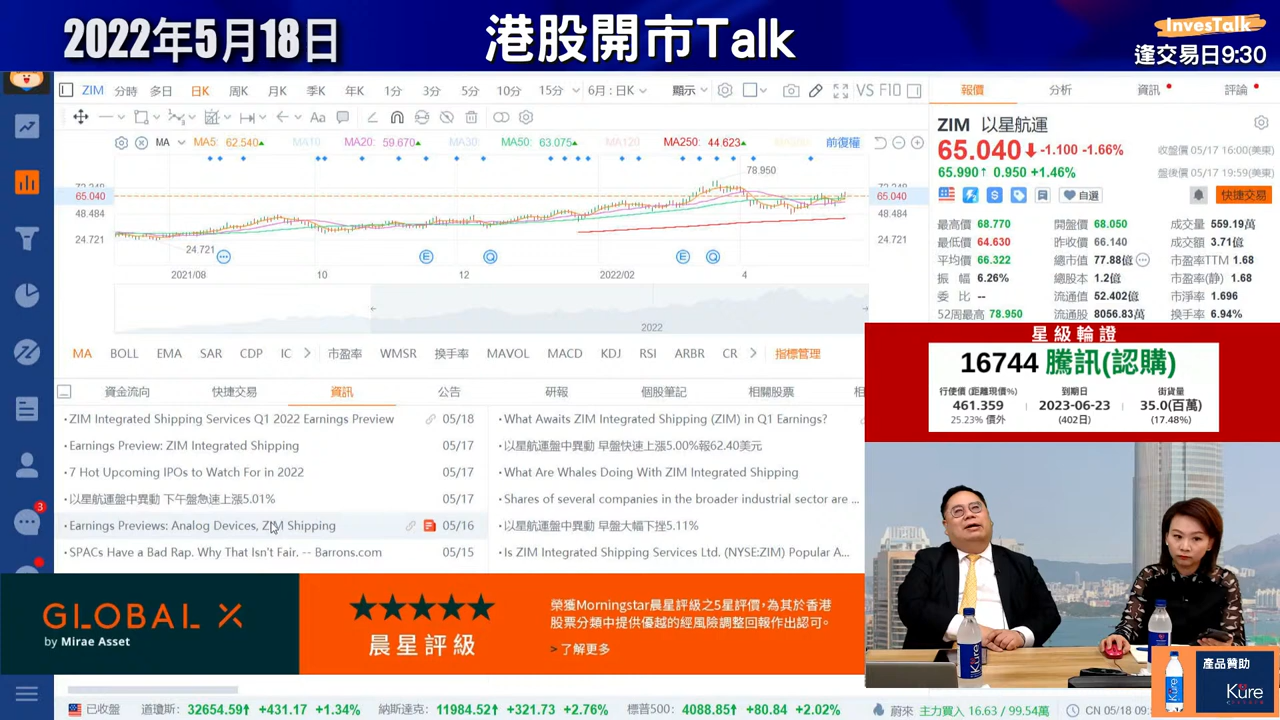 2022年5月18日
港股開市Talk
InvesTalk
逢交易日9:30
ZIM 分時 多日 日K 周K 月K 季K 年K 1分 3分 5分 10分 15分 6月：日K 顯示 VS F10
報價 分析 資訊 評論
Aa
MA MA5: 62.540 MA10: MA20: 59.670 MA30: MA50: 63.075 MA120: MA250: 44.623 前復權
78.950
65.040 65.040
48.484 48.484
24.721 24.721
24.721
E E
2021/08 10 12 2022/02 4
2022
MA BOLL EMA SAR CDP IC 市盈率 WMSR 換手率 MAVOL MACD KDJ RSI ARBR CR 指標管理
資金流向 快捷交易 資訊 公告 研報 個股筆記 相關股票
ZIM Integrated Shipping Services Q1 2022 Earnings Preview 05/18
What Awaits ZIM Integrated Shipping (ZIM) in Q1 Earnings?
Earnings Preview: ZIM Integrated Shipping 05/17
以星航運盤中異動 早盤快速上漲5.00%報62.40美元
7 Hot Upcoming IPOs to Watch For in 2022 05/17
What Are Whales Doing With ZIM Integrated Shipping
以星航運盤中異動 下午盤急速上漲5.01% 05/17
Shares of several companies in the broader industrial sector are ...
Earnings Previews: Analog Devices, ZIM Shipping 05/16
以星航運盤中異動 早盤大幅下挫5.11%
SPACs Have a Bad Rap. Why That Isn't Fair. -- Barrons.com 05/15
Is ZIM Integrated Shipping Services Ltd. (NYSE:ZIM) Popular A...
ZIM 以星航運
65.040 -1.100 -1.66% 收盤價 05/17 16:00(美東)
65.990 0.950 +1.46% 盤後價 05/17 19:59(美東)
自選 快捷交易
最高價 68.770 開盤價 68.050 成交量 559.19萬
最低價 64.630 昨收價 66.140 成交額 3.71億
平均價 66.322 總市值 77.88億 市盈率TTM 1.68
振 幅 6.26% 總股本 1.2億 市盈率(靜) 1.68
委 比 -- 流通值 52.402億 市淨率 1.696
52周最高 78.950 流通股 8056.83萬 換手率 6.94%
星級輪證
16744 騰訊(認購)
行使價 (距離現價%) 到期日 街貨量
461.359 2023-06-23 35.0(百萬)
25.23% 價外 (402日) (17.48%)
3
GLOBAL X
by Mirae Asset
晨星評級
榮獲Morningstar晨星評級之5星評價，為其於香港
股票分類中提供優越的經風險調整回報作出認可。
> 了解更多
Kūre
產品贊助
Kūre
已收盤 道瓊斯: 32654.59 +431.17 +1.34% 納斯達克: +321.73 +2.76% 標普500: 4088.85 +80.84 +2.02%
蔚來 主力買入 16.63 / 99.54萬